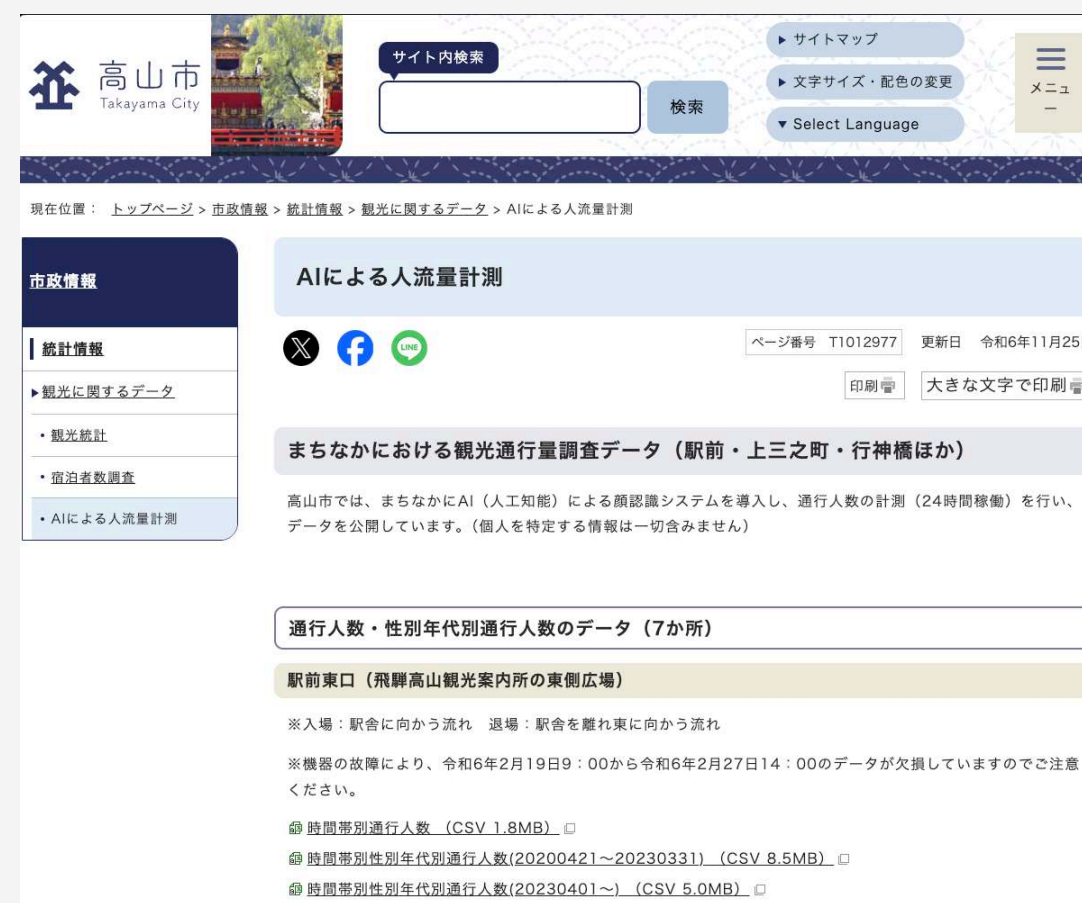 高山市
Takayama City
サイト内検索
検索
サイトマップ
文字サイズ・配色の変更
Select Language
メニュ
ー
現在位置： トップページ > 市政情報 > 統計情報 > 観光に関するデータ > AIによる人流量計測
市政情報
統計情報
観光に関するデータ
・観光統計
・宿泊者数調査
・AIによる人流量計測
AIによる人流量計測
LINE
ページ番号 T1012977 更新日 令和6年11月25
印刷 大きな文字で印刷
まちなかにおける観光通行量調査データ（駅前・上三之町・行神橋ほか）
高山市では、まちなかにAI（人工知能）による顔認識システムを導入し、通行人数の計測（24時間稼働）を行い、
データを公開しています。（個人を特定する情報は一切含みません）
通行人数・性別年代別通行人数のデータ（7か所）
駅前東口（飛騨高山観光案内所の東側広場）
※入場：駅舎に向かう流れ 退場：駅舎を離れ東に向かう流れ
※機器の故障により、令和6年2月19日9：00から令和6年2月27日14：00のデータが欠損していますのでご注意
ください。
時間帯別通行人数 （CSV 1.8MB）
時間帯別性別年代別通行人数(20200421～20230331) （CSV 8.5MB）
時間帯別性別年代別通行人数(20230401～) （CSV 5.0MB）